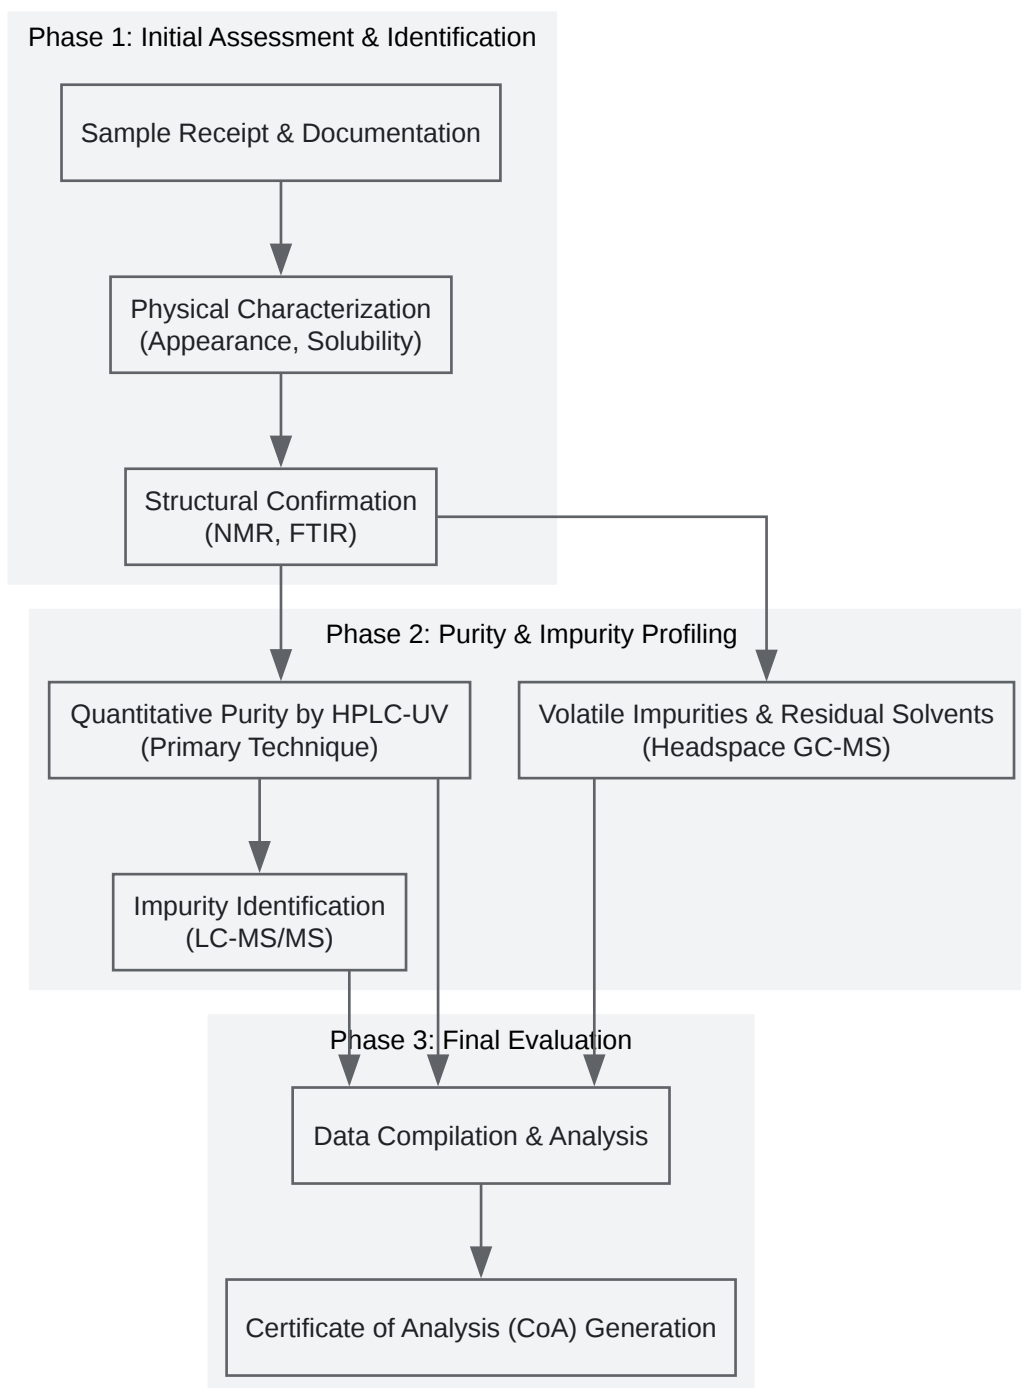 Phase 1: Initial Assessment & Identification
Sample Receipt & Documentation
Physical Characterization
(Appearance, Solubility)
Structural Confirmation
(NMR, FTIR)
Phase 2: Purity & Impurity Profiling
Quantitative Purity by HPLC-UV
(Primary Technique)
Volatile Impurities & Residual Solvents
(Headspace GC-MS)
Impurity Identification
(LC-MS/MS)
Phase 3: Final Evaluation
Data Compilation & Analysis
Certificate of Analysis (CoA) Generation